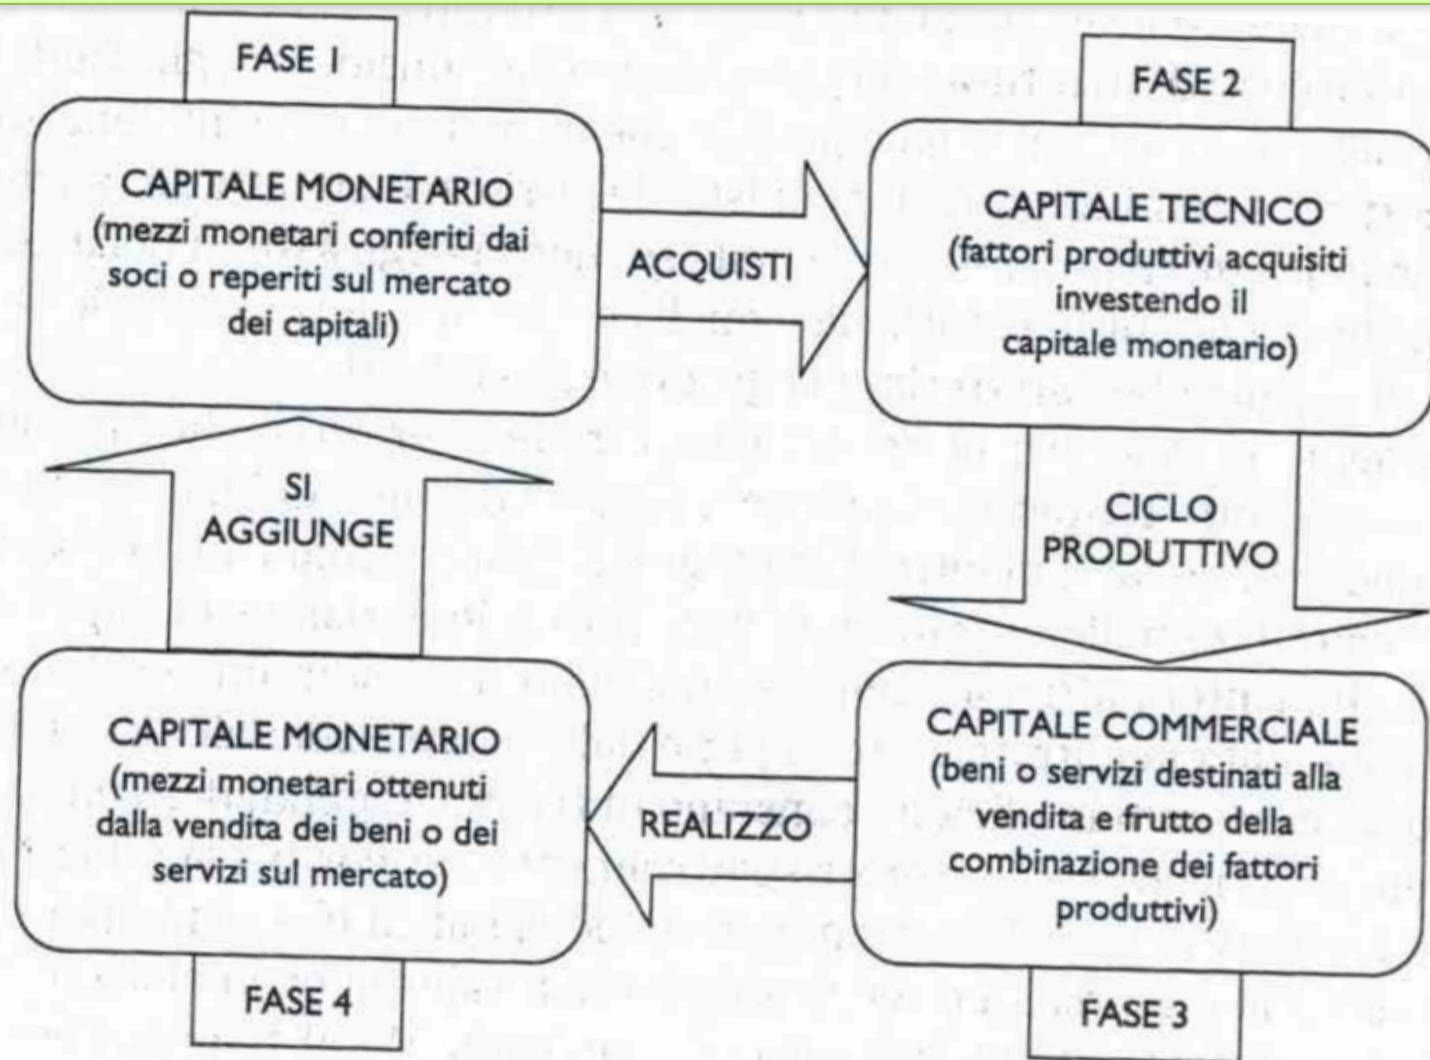 FASE 1
CAPITALE MONETARIO
(mezzi monetari conferiti dai
soci o reperiti sul mercato
dei capitali)
ACQUISTI
FASE 2
CAPITALE TECNICO
(fattori produttivi acquisiti
investendo il
capitale monetario)
CICLO
PRODUTTIVO
FASE 3
CAPITALE COMMERCIALE
(beni o servizi destinati alla
vendita e frutto della
combinazione dei fattori
produttivi)
REALIZZO
FASE 4
CAPITALE MONETARIO
(mezzi monetari ottenuti
dalla vendita dei beni o dei
servizi sul mercato)
SI
AGGIUNGE